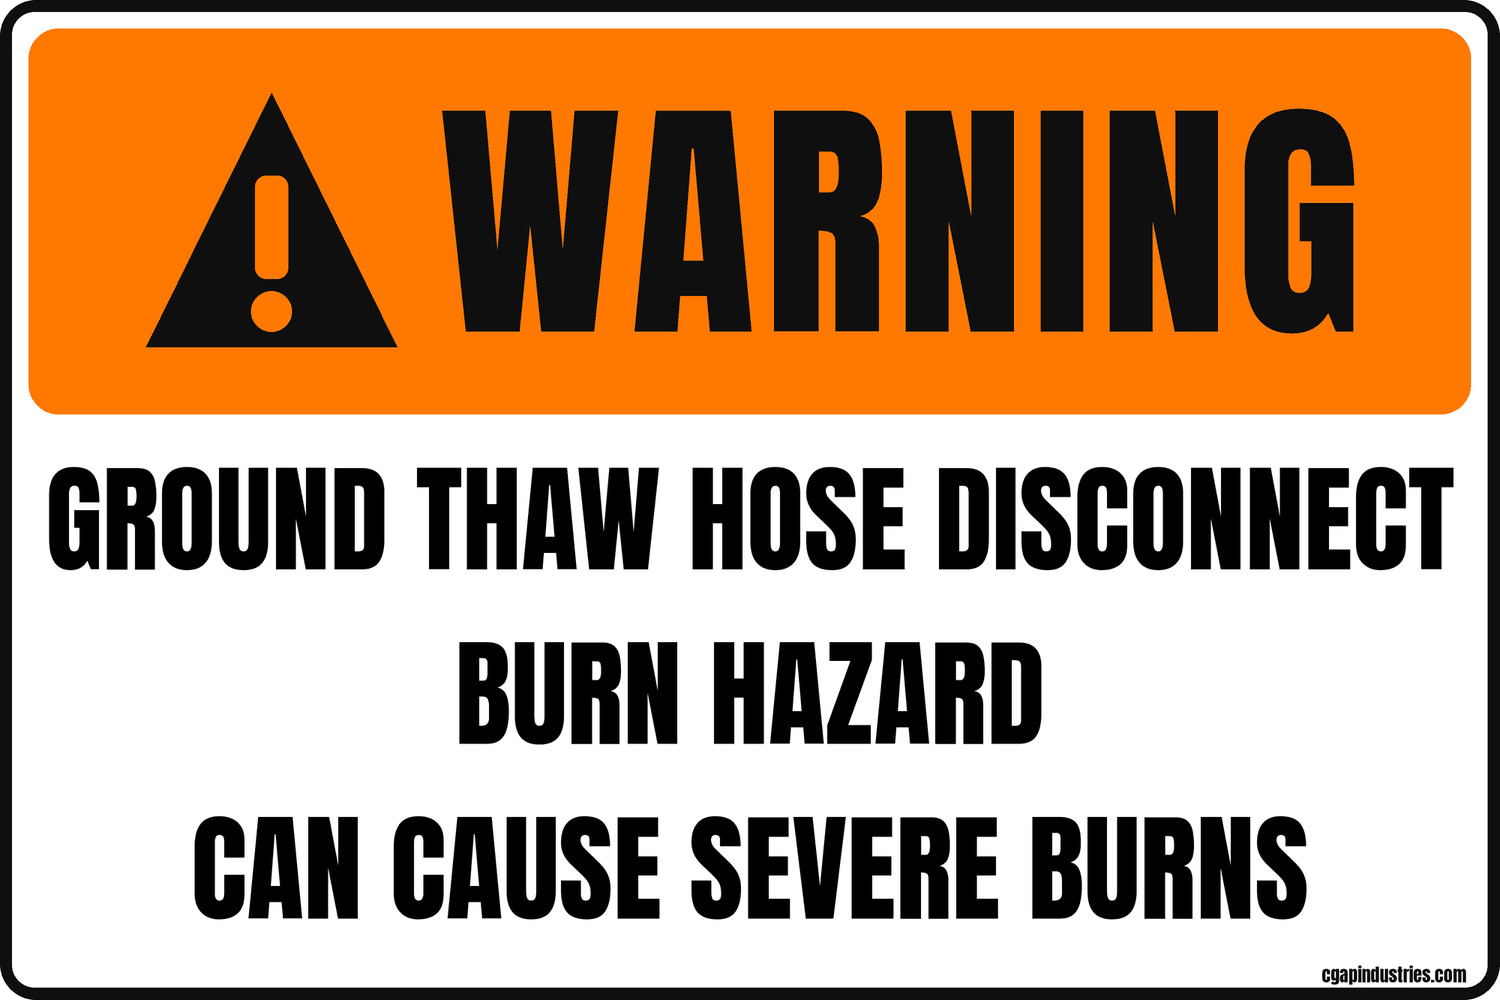 WARNING
GROUND THAW HOSE DISCONNECT
BURN HAZARD
CAN CAUSE SEVERE BURNS
cgapindustries.com